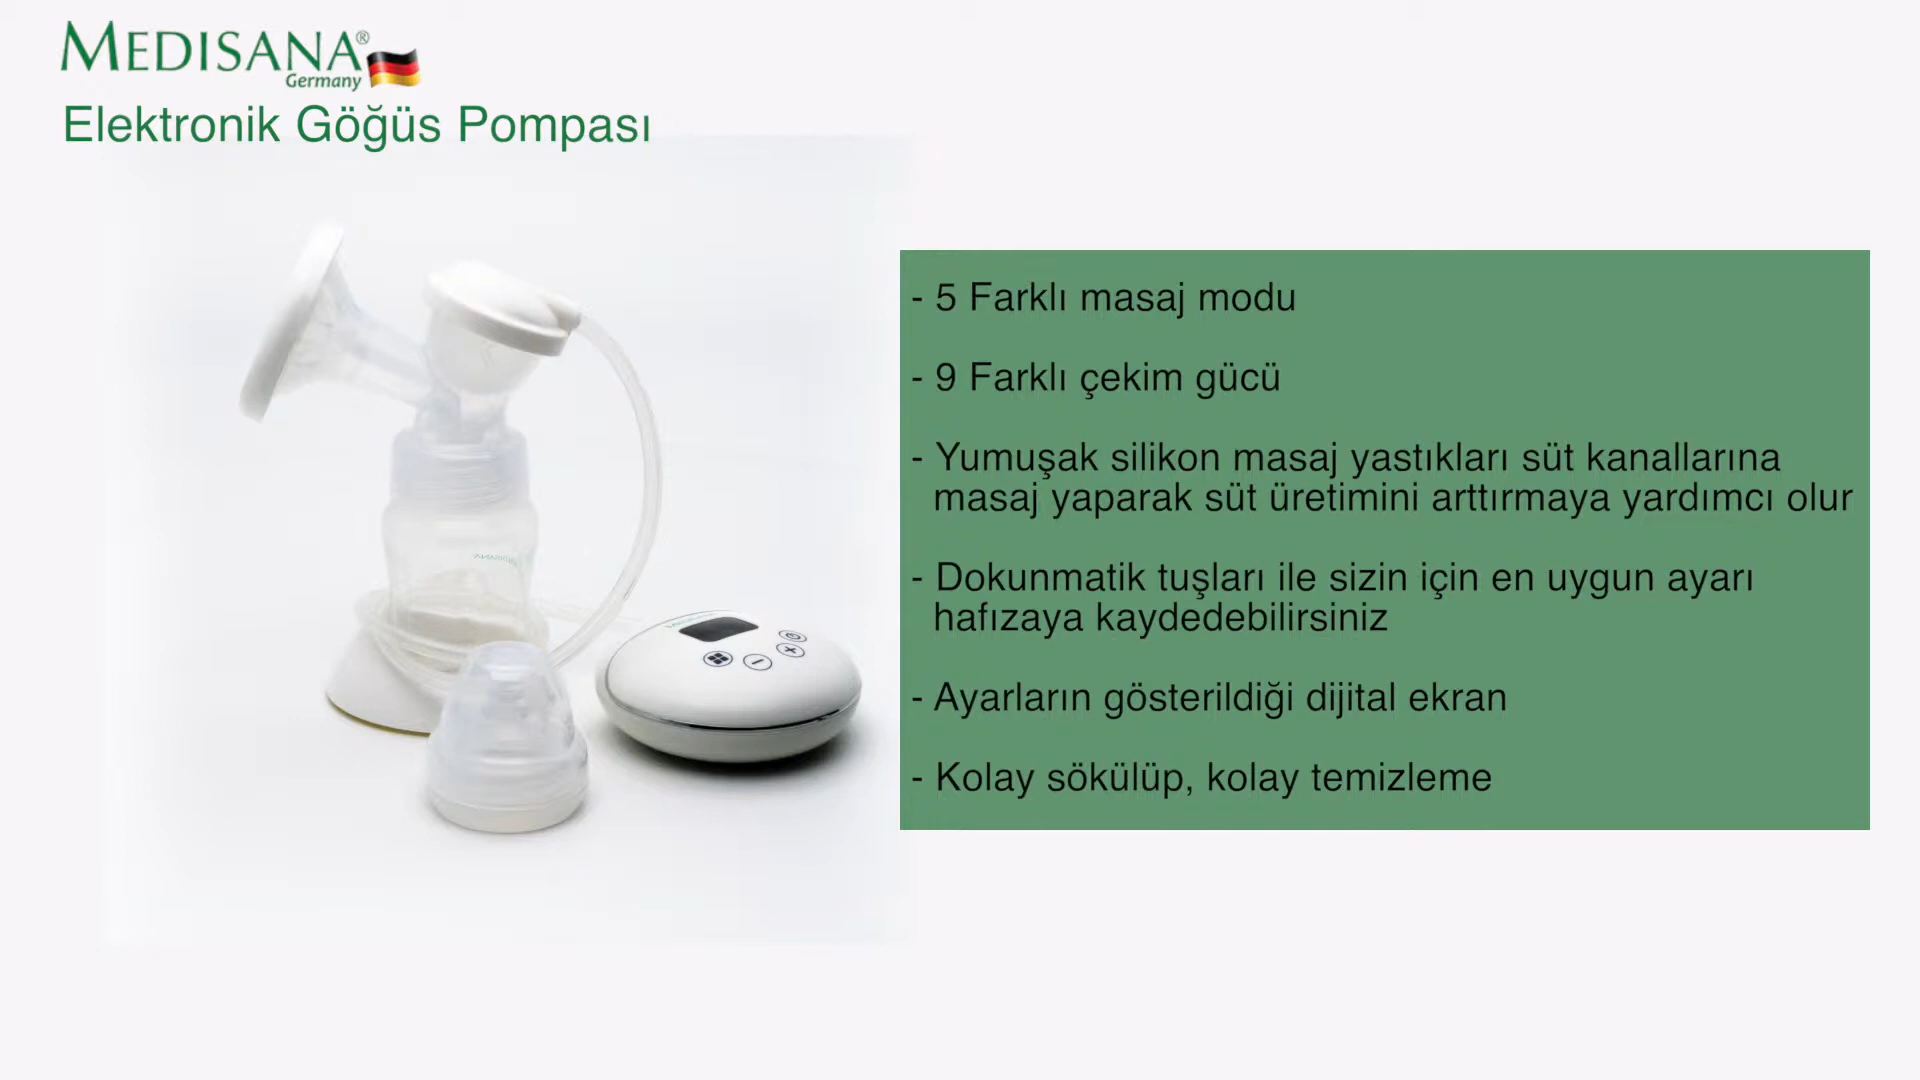 MEDISANA®
Germany
Elektronik Göğüs Pompası
- 5 Farklı masaj modu
- 9 Farklı çekim gücü
- Yumuşak silikon masaj yastıkları süt kanallarına
masaj yaparak süt üretimini arttırmaya yardımcı olur
- Dokunmatik tuşları ile sizin için en uygun ayarı
hafızaya kaydedebilirsiniz
- Ayarların gösterildiği dijital ekran
- Kolay sökülüp, kolay temizleme